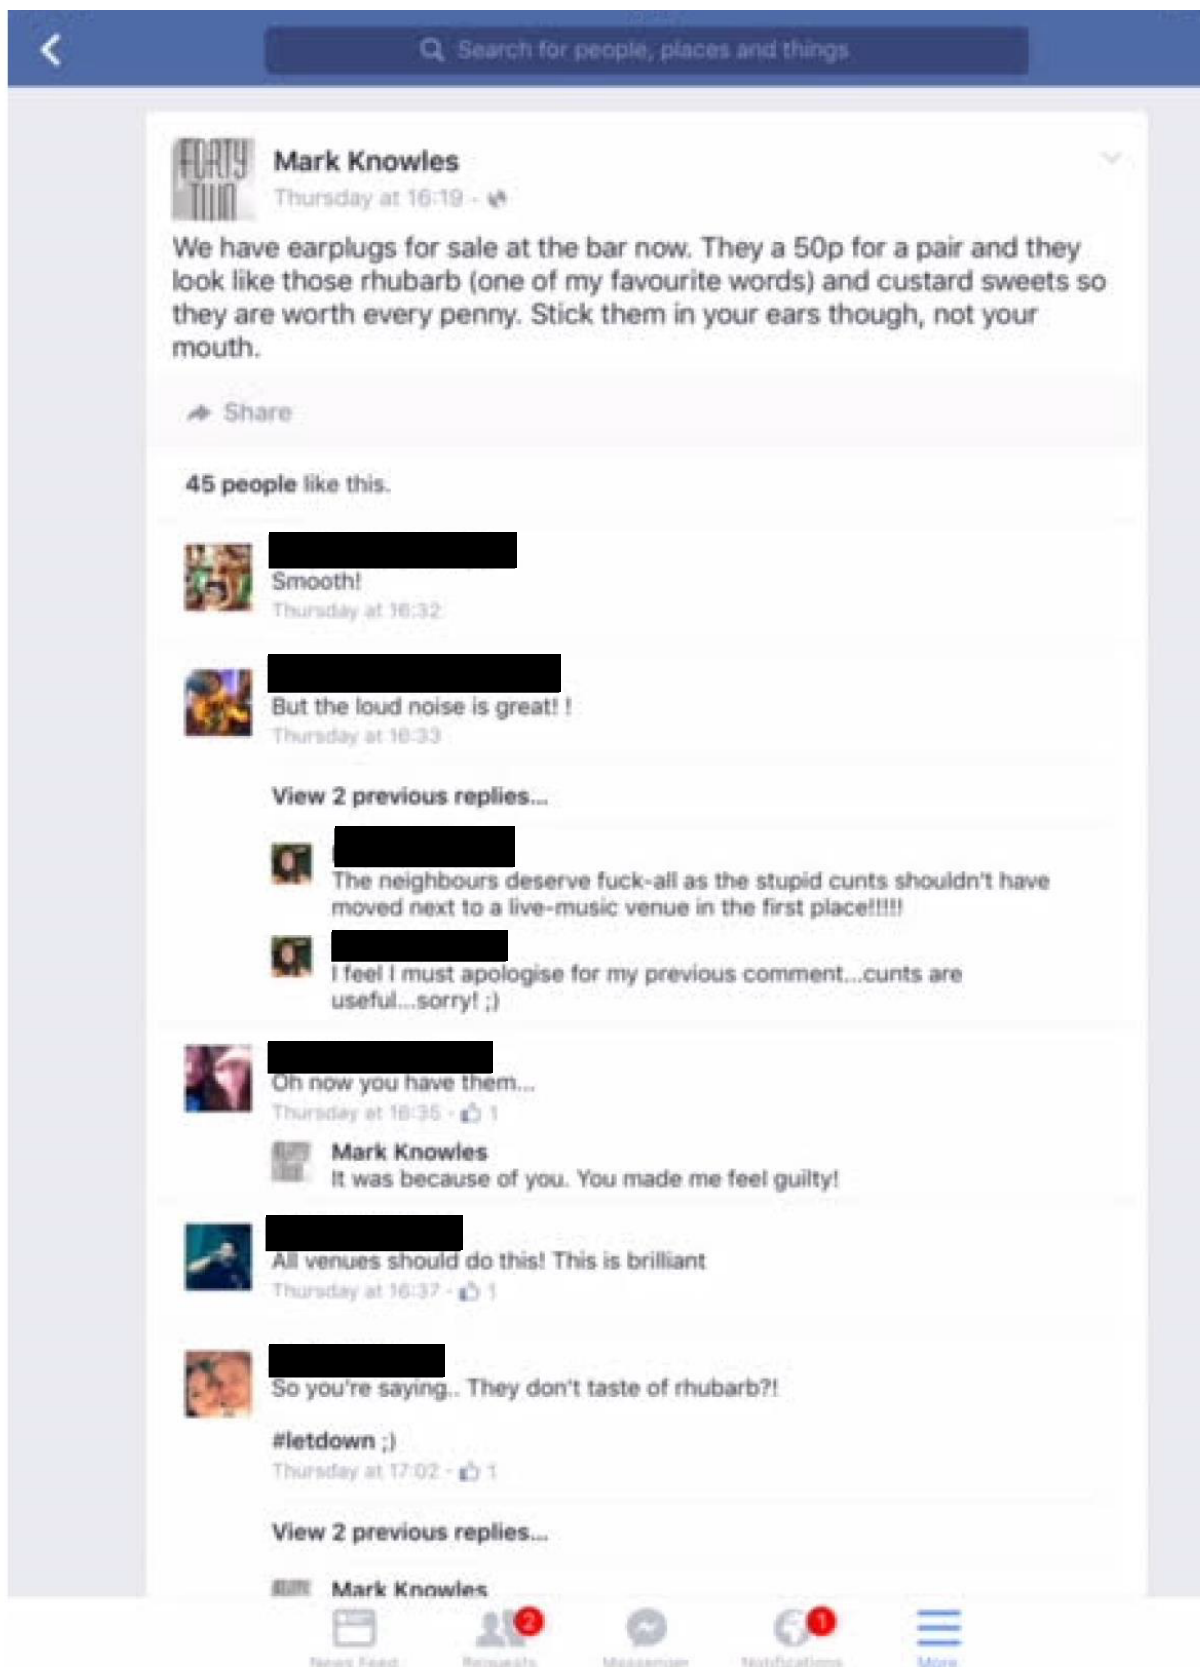 Search for people, places and things
FORTY
TWO
Mark Knowles
Thursday at 16:19 -
We have earplugs for sale at the bar now. They a 50p for a pair and they
look like those rhubarb (one of my favourite words) and custard sweets so
they are worth every penny. Stick them in your ears though, not your
mouth.
Share
45 people like this.
Smooth!
Thursday at 16:32
But the loud noise is great! !
Thursday at 16:33
View 2 previous replies...
The neighbours deserve fuck-all as the stupid cunts shouldn't have
moved next to a live-music venue in the first place!!!!!
I feel I must apologise for my previous comment...cunts are
useful...sorry! ;)
Oh now you have them...
Thursday at 16:35 - 1
Mark Knowles
It was because of you. You made me feel guilty!
All venues should do this! This is brilliant
Thursday at 16:37 - 1
So you're saying.. They don't taste of rhubarb?!
#letdown ;)
Thursday at 17:02 - 1
View 2 previous replies...
Mark Knowles
2
1
News Feed
Requests
Messenger
Notifications
More